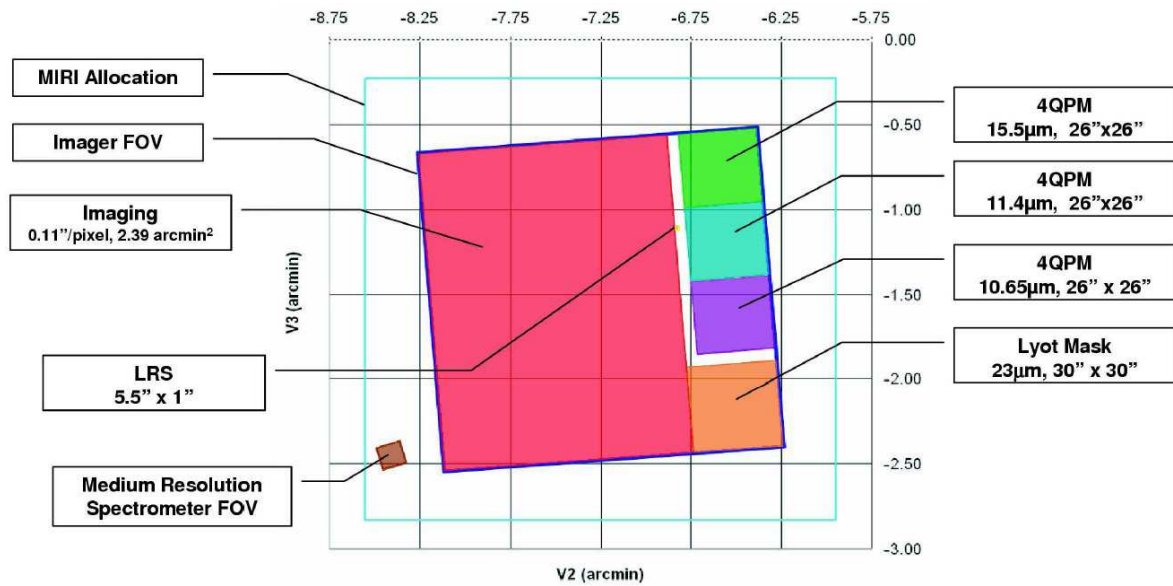 -8.75 -8.25 -7.75 -7.25 -6.75 -6.25 -5.75
0.00
-0.50
-1.00
-1.50
-2.00
-2.50
-3.00
V3 (arcmin)
V2 (arcmin)
MIRI Allocation
Imager FOV
Imaging
0.11"/pixel, 2.39 arcmin²
LRS
5.5" x 1"
Medium Resolution
Spectrometer FOV
4QPM
15.5µm, 26"x26"
4QPM
11.4µm, 26"x26"
4QPM
10.65µm, 26" x 26"
Lyot Mask
23µm, 30" x 30"